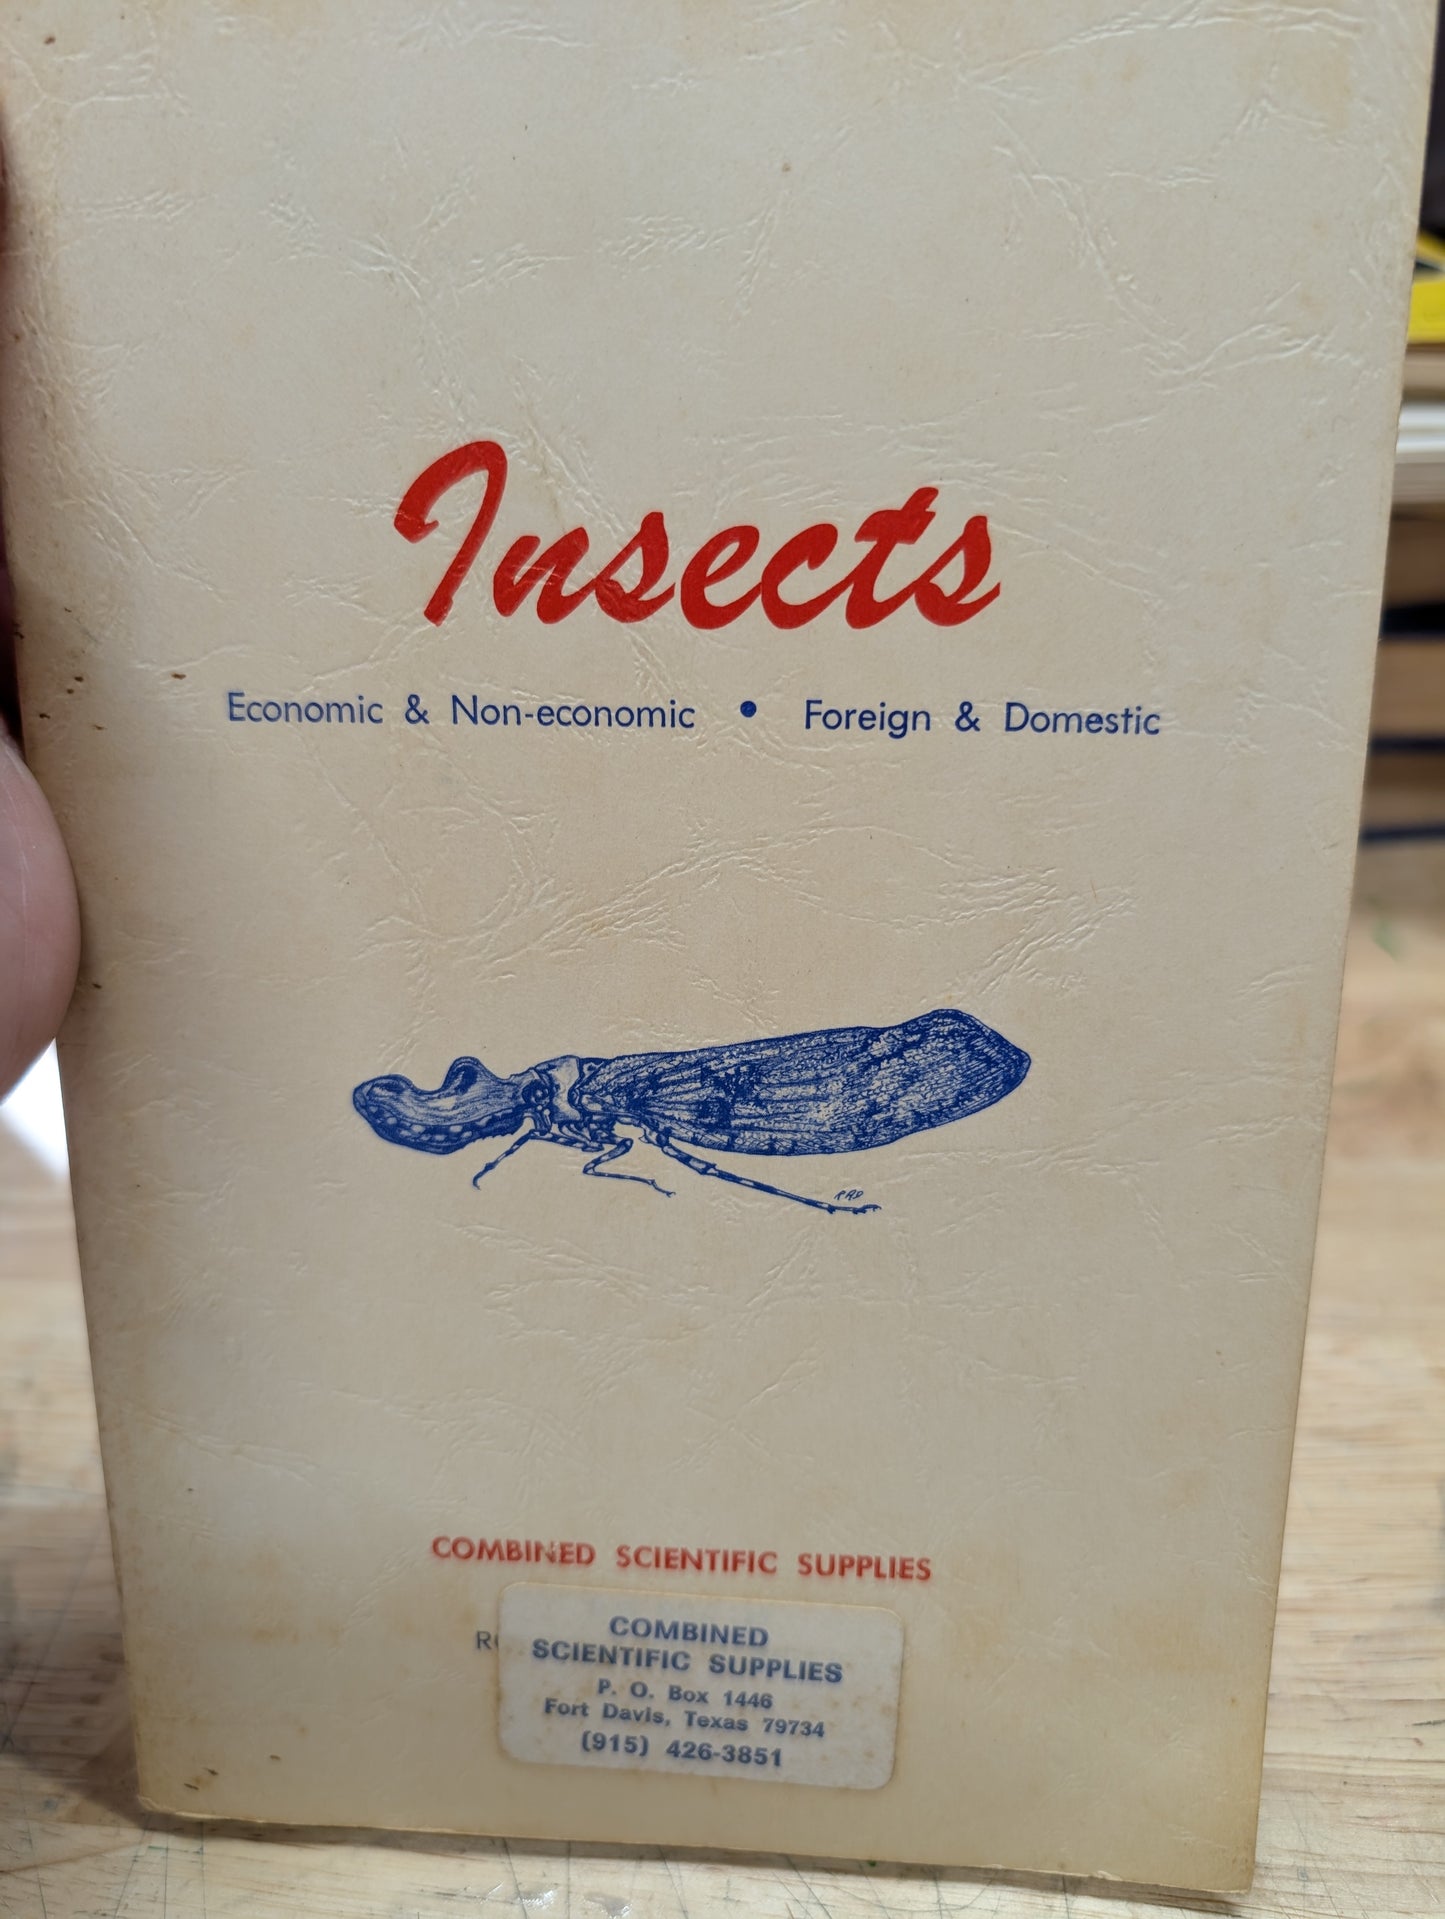 Insects
Economic & Non-economic • Foreign & Domestic
COMBINED SCIENTIFIC SUPPLIES
COMBINED
SCIENTIFIC SUPPLIES
P. O. Box 1446
Fort Davis, Texas 79734
(915) 426-3851